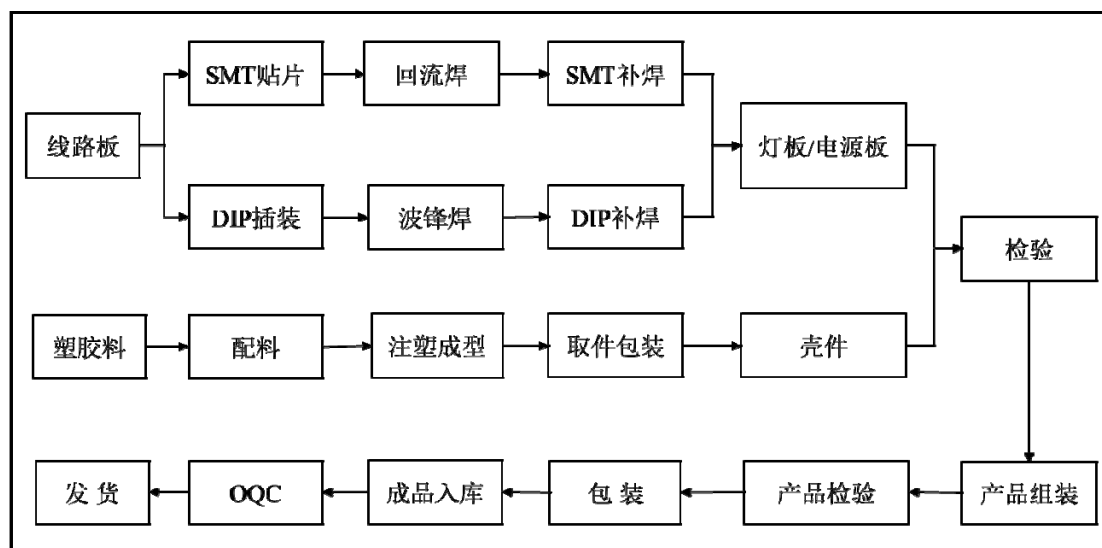 SMT贴片
回流焊
SMT补焊
线路板
灯板/电源板
DIP插装
波锋焊
DIP补焊
检验
塑胶料
配料
注塑成型
取件包装
壳件
发 货
OQC
成品入库
包 装
产品检验
产品组装